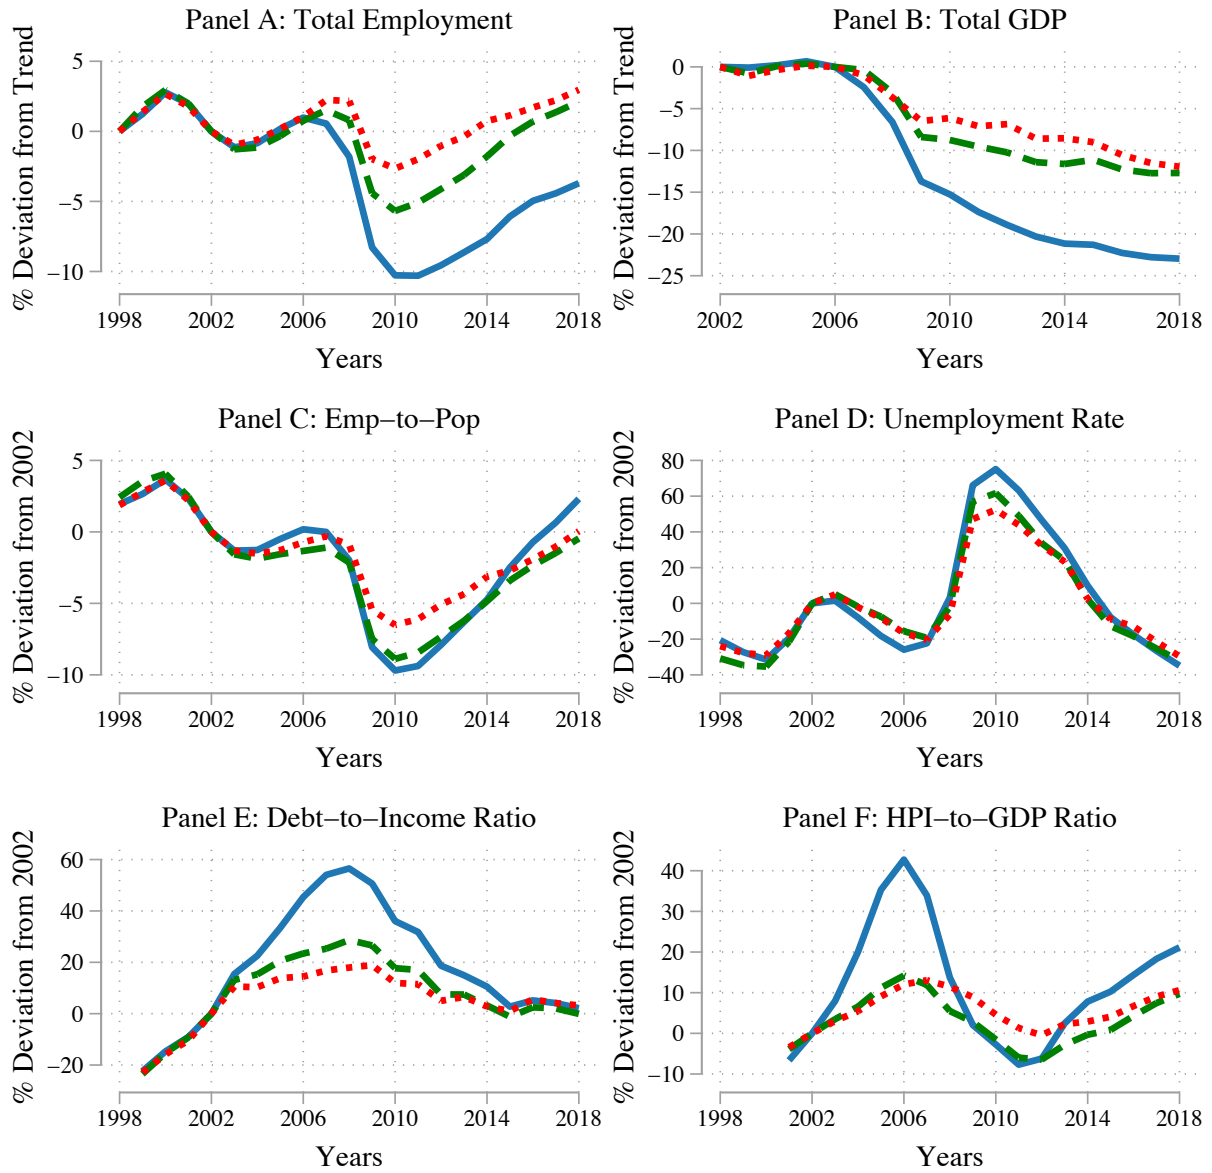 Panel A: Total Employment
% Deviation from Trend
5
0
−5
−10
1998 2002 2006 2010 2014 2018
Years
Panel B: Total GDP
% Deviation from Trend
0
−5
−10
−15
−20
−25
2002 2006 2010 2014 2018
Years
Panel C: Emp−to−Pop
% Deviation from 2002
5
0
−5
−10
1998 2002 2006 2010 2014 2018
Years
Panel D: Unemployment Rate
% Deviation from 2002
80
60
40
20
0
−20
−40
1998 2002 2006 2010 2014 2018
Years
Panel E: Debt−to−Income Ratio
% Deviation from 2002
60
40
20
0
−20
1998 2002 2006 2010 2014 2018
Years
Panel F: HPI−to−GDP Ratio
% Deviation from 2002
40
30
20
10
0
−10
1998 2002 2006 2010 2014 2018
Years